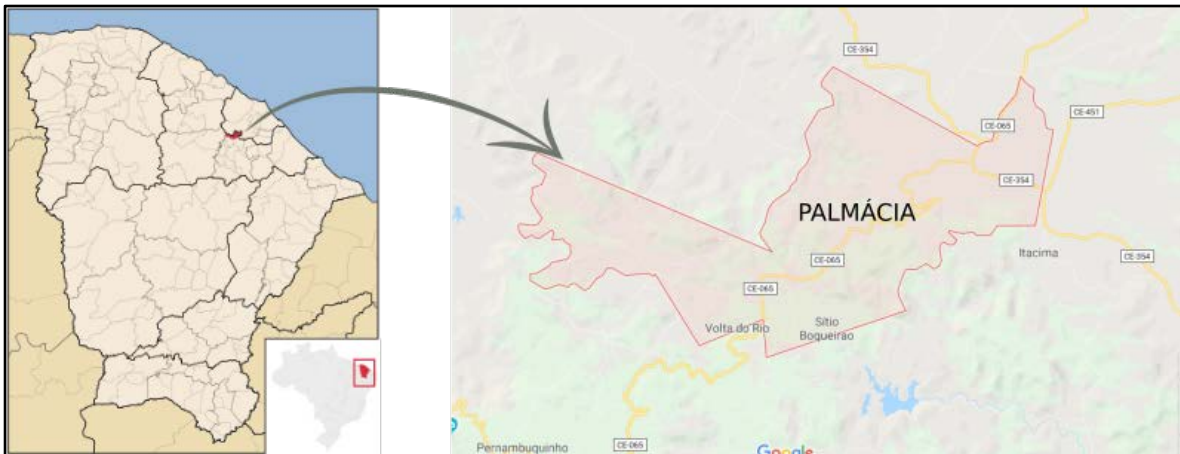 CE-354
CE-451
CE-065
CE-354
PALMÁCIA
Itacima
CE-065
CE-354
CE-065
Volta do Rio
Sítio
Boqueirão
Pernambuquinho
CE-065
Google